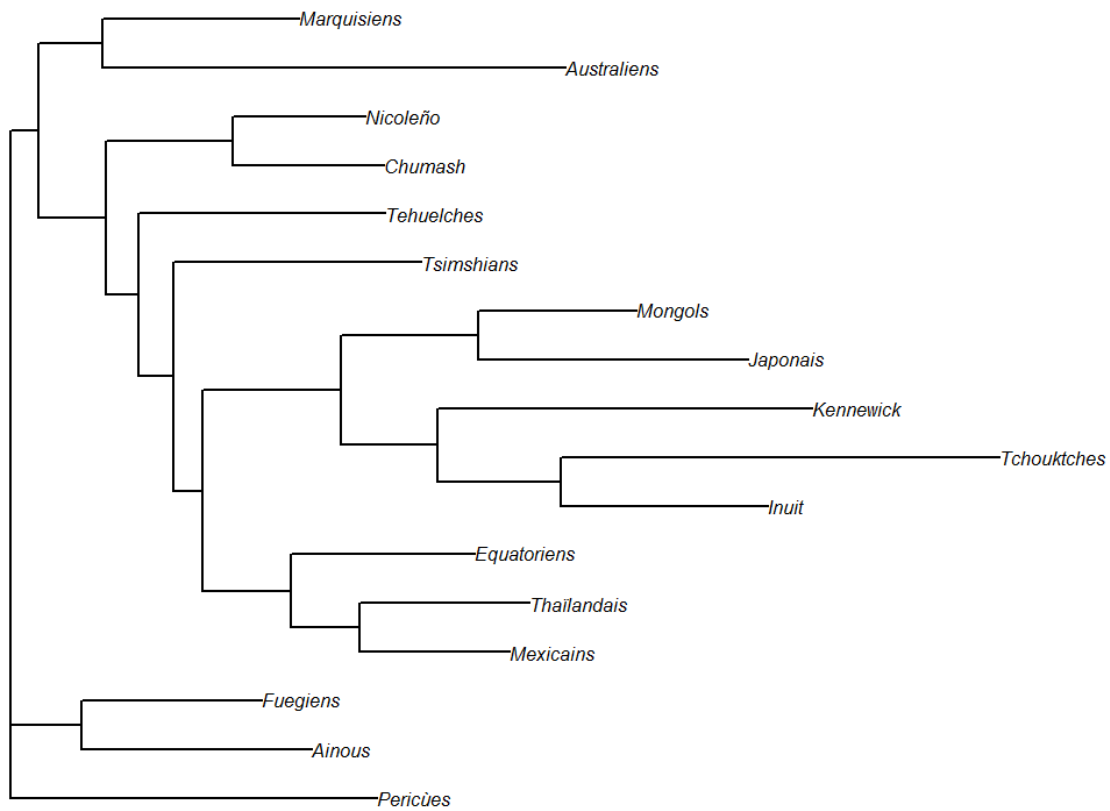 Marquisiens
Australiens
Nicoleño
Chumash
Tehuelches
Tsimshians
Mongols
Japonais
Kennewick
Tchouktches
Inuit
Equatoriens
Thaïlandais
Mexicains
Fuegiens
Ainous
Pericùes